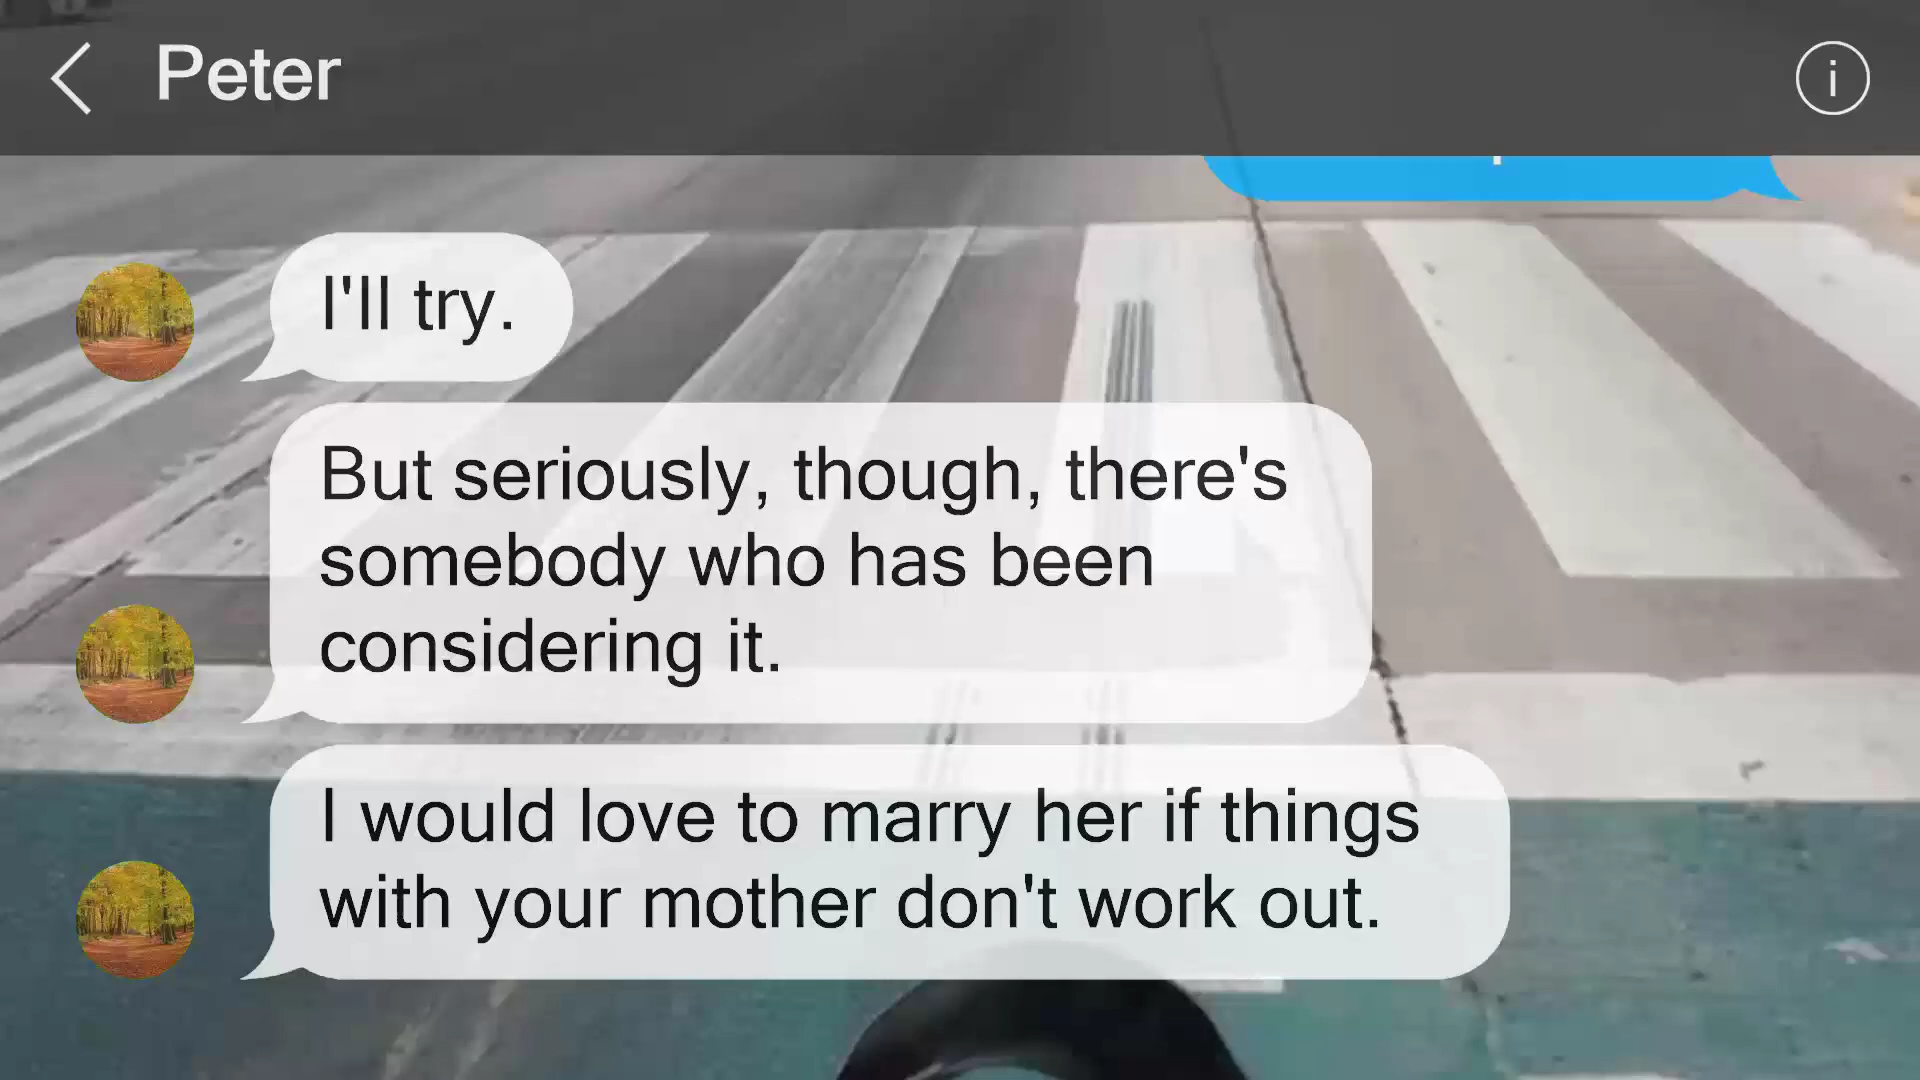 Peter
i
I'll try.
But seriously, though, there's
somebody who has been
considering it.
I would love to marry her if things
with your mother don't work out.